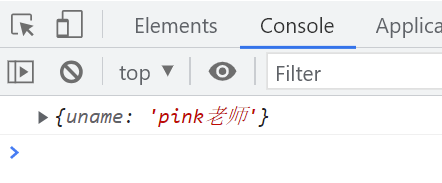 Elements Console Applica
top Filter
{uname: 'pink老师'}